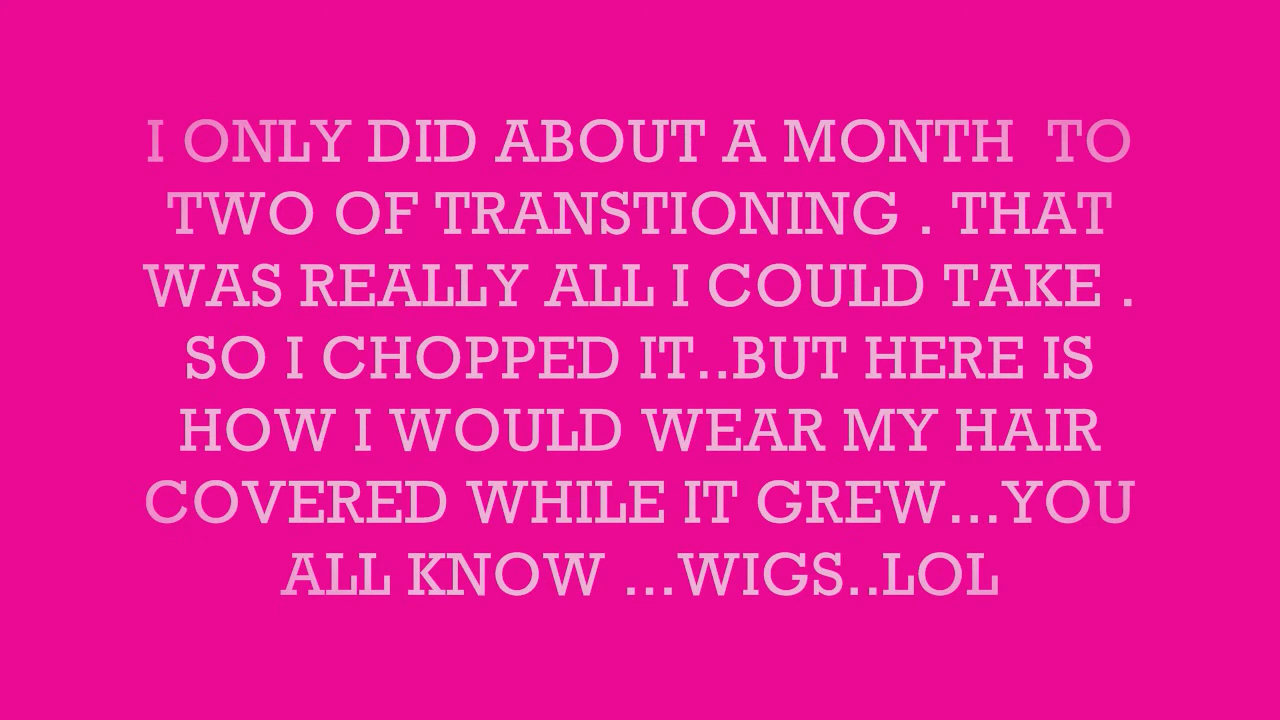 I ONLY DID ABOUT A MONTH  TO
TWO OF TRANSTIONING . THAT
WAS REALLY ALL I COULD TAKE .
SO I CHOPPED IT..BUT HERE IS
HOW I WOULD WEAR MY HAIR
COVERED WHILE IT GREW...YOU
ALL KNOW ...WIGS..LOL